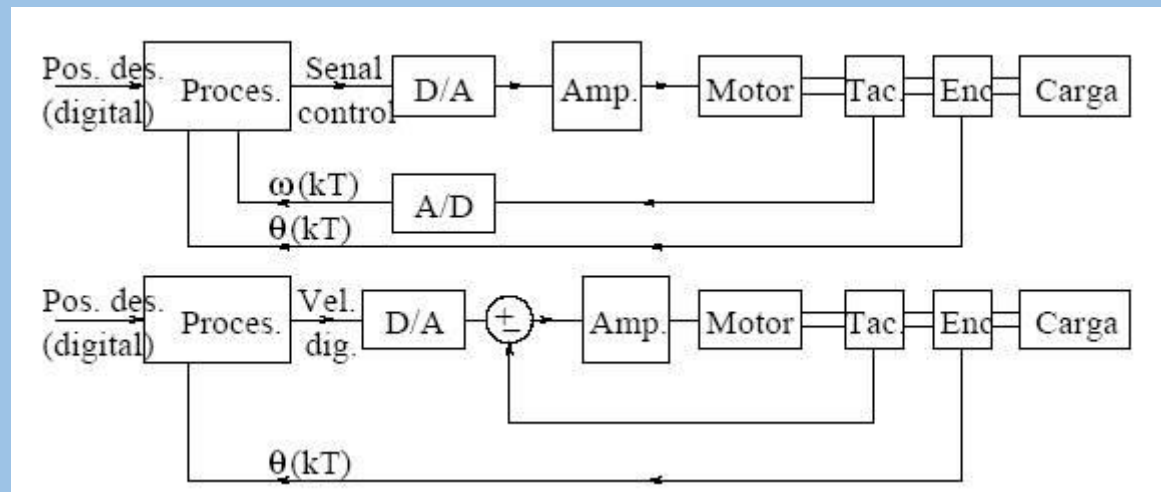 Pos. des.
(digital)
Proces.
Senal
control
D/A
Amp.
Motor
Tac.
Enc
Carga
ω(kT)
A/D
θ(kT)
Pos. des.
(digital)
Proces.
Vel.
dig.
D/A
+
−
Amp.
Motor
Tac.
Enc
Carga
θ(kT)